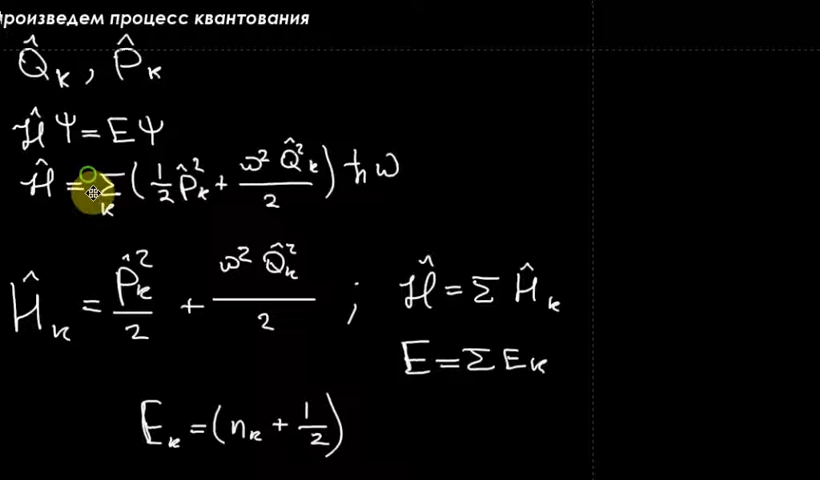 Произведем процесс квантования
Q̂ₖ, P̂ₖ
Ĥ Ψ = E Ψ
Ĥ = Σₖ (1/2 P̂ₖ² + ω² Q̂ₖ² / 2) ħω
Ĥₖ = P̂ₖ² / 2 + ω² Q̂ₖ² / 2 ; Ĥ = Σ Ĥₖ
E = Σ Eₖ
Eₖ = (nₖ + 1/2)